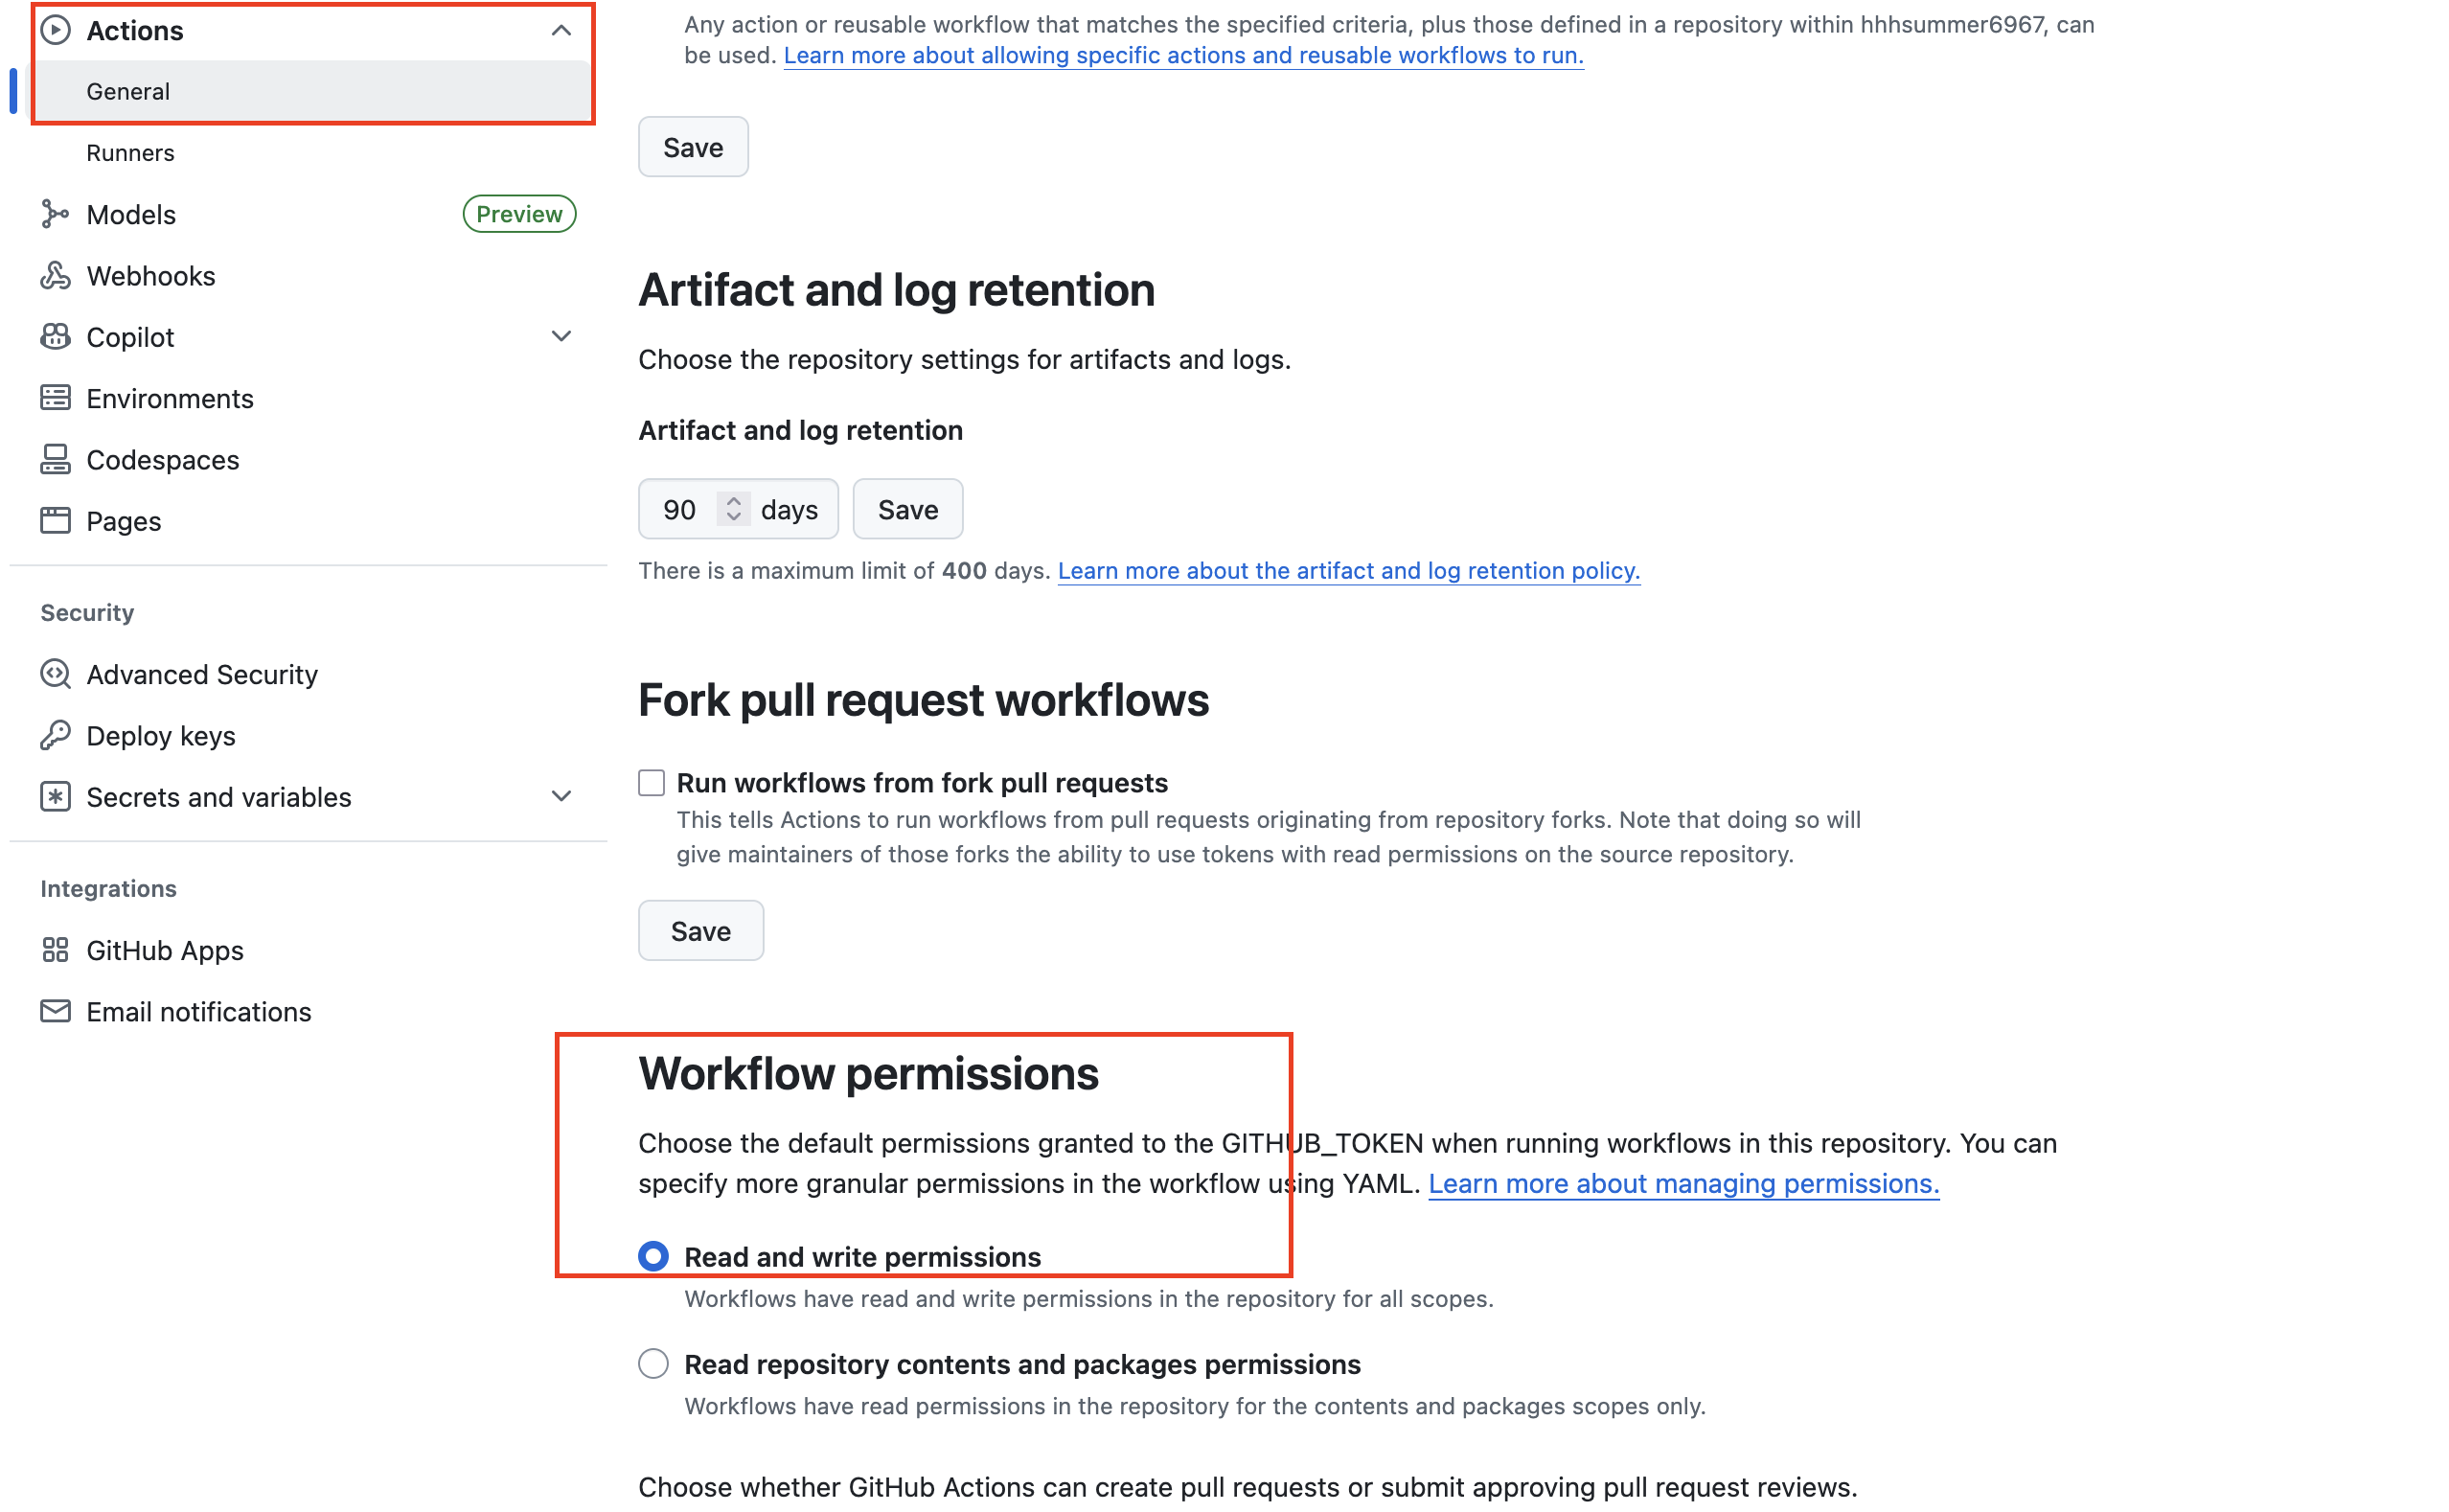 Actions
General
Runners
Models
Preview
Webhooks
Copilot
Environments
Codespaces
Pages
Security
Advanced Security
Deploy keys
Secrets and variables
Integrations
GitHub Apps
Email notifications
Any action or reusable workflow that matches the specified criteria, plus those defined in a repository within hhhsummer6967, can
be used. Learn more about allowing specific actions and reusable workflows to run.
Save
Artifact and log retention
Choose the repository settings for artifacts and logs.
Artifact and log retention
90 days Save
There is a maximum limit of 400 days. Learn more about the artifact and log retention policy.
Fork pull request workflows
Run workflows from fork pull requests
This tells Actions to run workflows from pull requests originating from repository forks. Note that doing so will
give maintainers of those forks the ability to use tokens with read permissions on the source repository.
Save
Workflow permissions
Choose the default permissions granted to the GITHUB_TOKEN when running workflows in this repository. You can
specify more granular permissions in the workflow using YAML. Learn more about managing permissions.
Read and write permissions
Workflows have read and write permissions in the repository for all scopes.
Read repository contents and packages permissions
Workflows have read permissions in the repository for the contents and packages scopes only.
Choose whether GitHub Actions can create pull requests or submit approving pull request reviews.